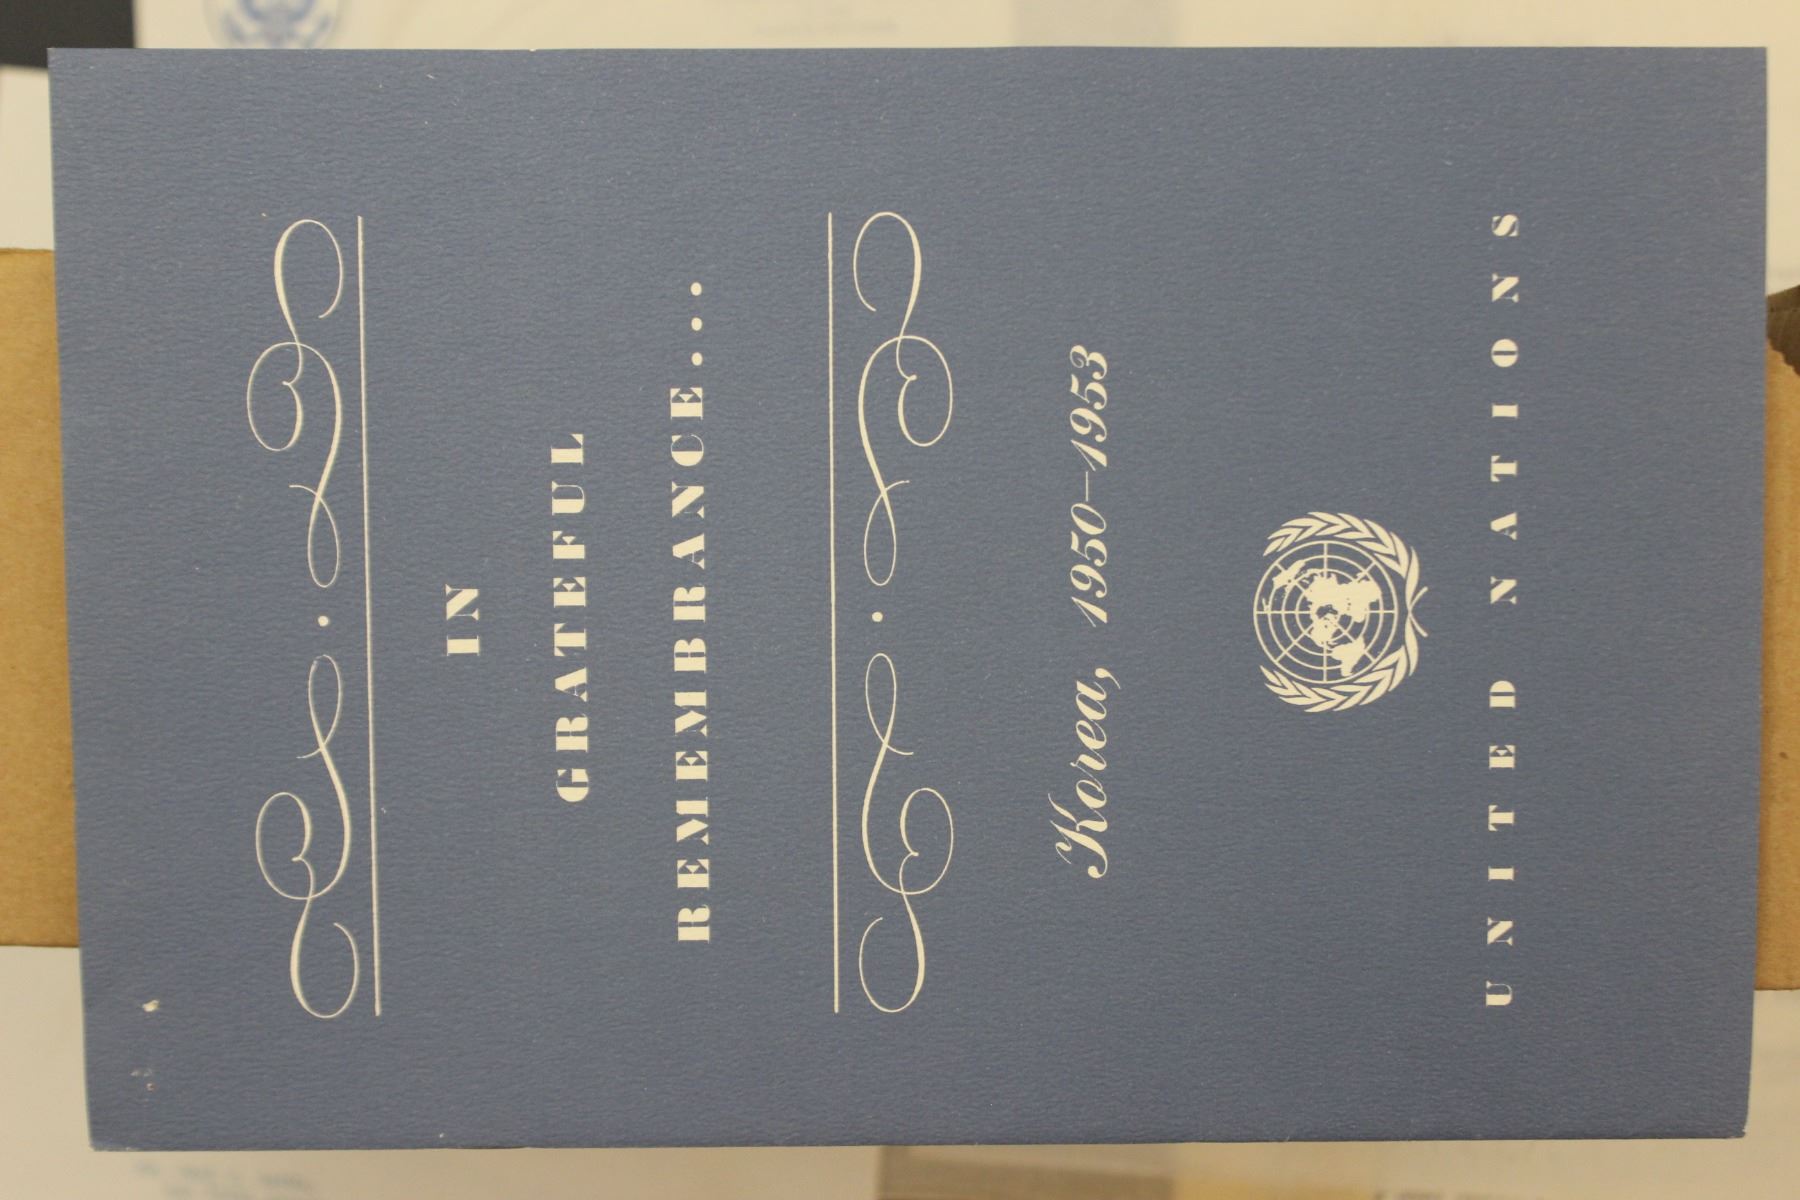 IN
GRATEFUL
REMEMBRANCE...
Korea, 1950–1953
UNITED NATIONS